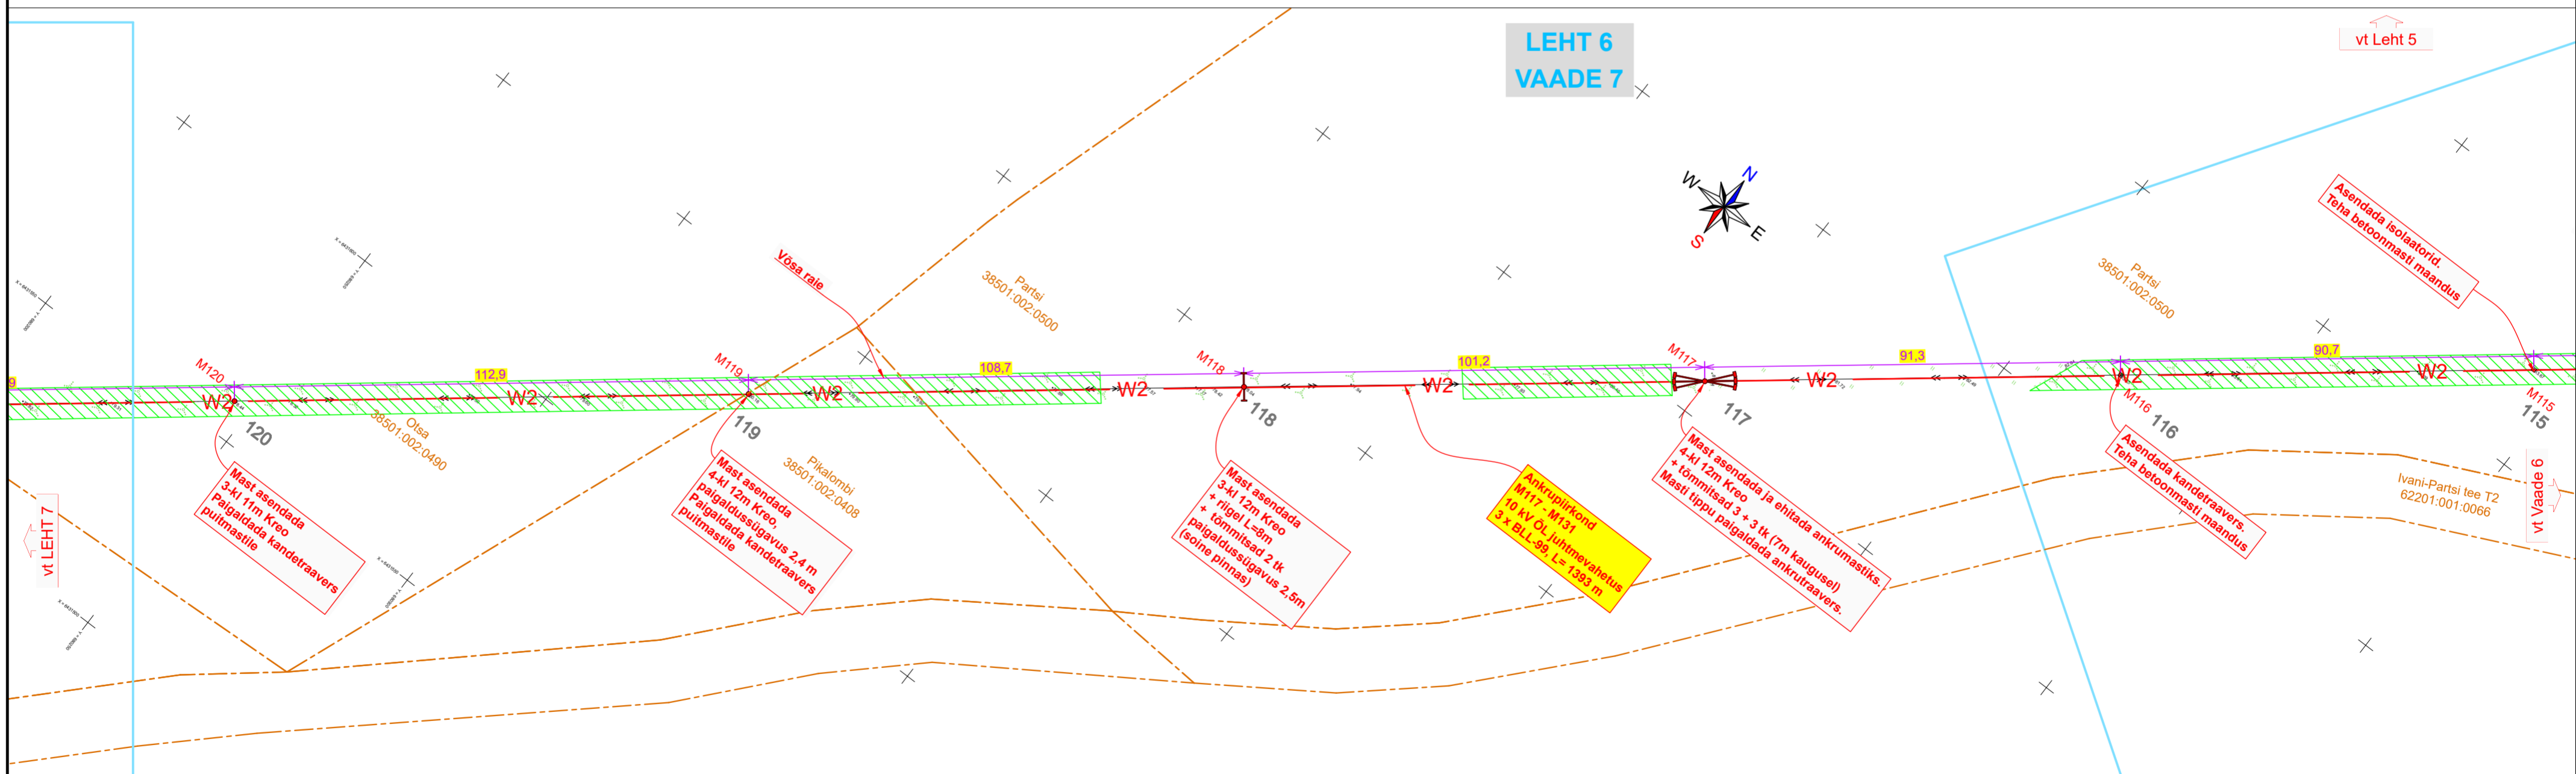 LEHT 6
VAADE 7
vt Leht 5
N
W
E
S
Asendada isolaatorid.
Teha betoonmasti maandus
Võsa raie
Partsi
38501:002:0500
Partsi
38501:002:0500
9
M120
112,9
M119
108,7
M118
101,2
M117
91,3
90,7
W2
W2
W2
W2
W2
W2
W2
W2
M116
M115
120
119
118
117
116
115
Otsa
38501:002:0490
Pikalombi
38501:002:0408
Mast asendada
3-kl 11m Kreo
Paigaldada kandetraavers
puitmastile
Mast asendada
4-kl 12m Kreo,
paigaldussügavus 2,4 m
Paigaldada kandetraavers
puitmastile
Mast asendada
3-kl 12m Kreo
+ riigel L=8m
+ tõmmitsad 2 tk
paigaldussügavus 2,5m
(soine pinnas)
Ankrupiirkond
M117 - M131
10 kV ÕL juhtmevahetus
3 x BLL-99, L= 1393 m
Mast asendada ja ehitada ankrumastiks.
4-kl 12m Kreo
+ tõmmitsad 3 + 3 tk (7m kaugusel)
Masti tippu paigaldada ankrutraavers.
Asendada kandetraavers.
Teha betoonmasti maandus
Ivani-Partsi tee T2
62201:001:0066
vt LEHT 7
vt Vaade 6